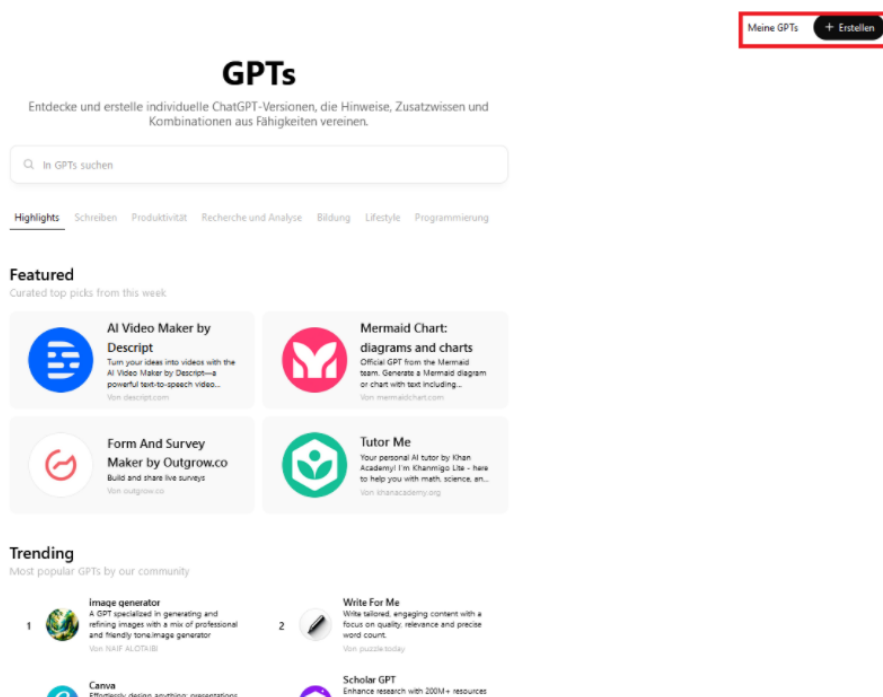 Meine GPTs
+ Erstellen
GPTs
Entdecke und erstelle individuelle ChatGPT-Versionen, die Hinweise, Zusatzwissen und
Kombinationen aus Fähigkeiten vereinen.
In GPTs suchen
Highlights Schreiben Produktivität Recherche und Analyse Bildung Lifestyle Programmierung
Featured
Curated top picks from this week
AI Video Maker by
Descript
Turn your ideas into videos with the
AI Video Maker by Descript—a
powerful text-to-speech video...
Von descript.com
Mermaid Chart:
diagrams and charts
Official GPT from the Mermaid
team. Generate a Mermaid diagram
or chart with text including...
Von mermaidchart.com
Form And Survey
Maker by Outgrow.co
Build and share live surveys
Von outgrow.co
Tutor Me
Your personal AI tutor by Khan
Academy! I'm Khanmigo Lite - here
to help you with math, science, an...
Von khanacademy.org
Trending
Most popular GPTs by our community
1
image generator
A GPT specialized in generating and
refining images with a mix of professional
and friendly tone.image generator
Von NAIF ALOTAIBI
2
Write For Me
Write tailored, engaging content with a
focus on quality, relevance and precise
word count.
Von puzzle.today
Canva
Effortlessly design anything: presentations,
Scholar GPT
Enhance research with 200M+ resources